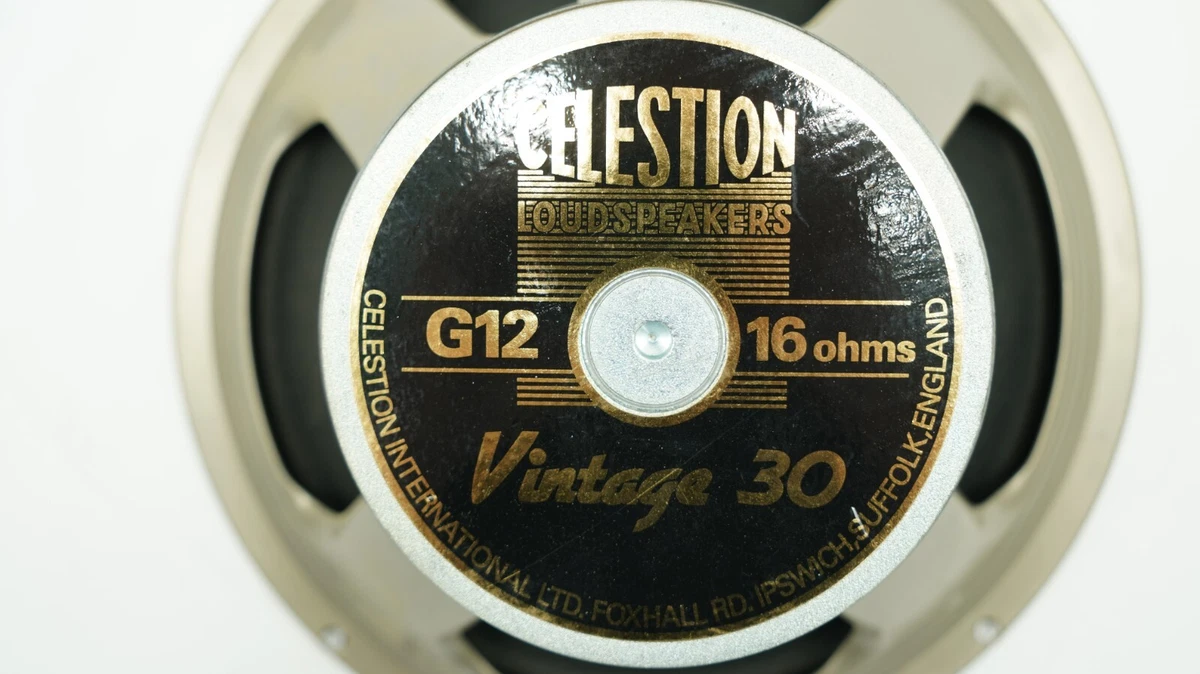 CELESTION
LOUDSPEAKERS
G12
16 ohms
Vintage 30
CELESTION INTERNATIONAL LTD. FOXHALL RD. IPSWICH, SUFFOLK, ENGLAND